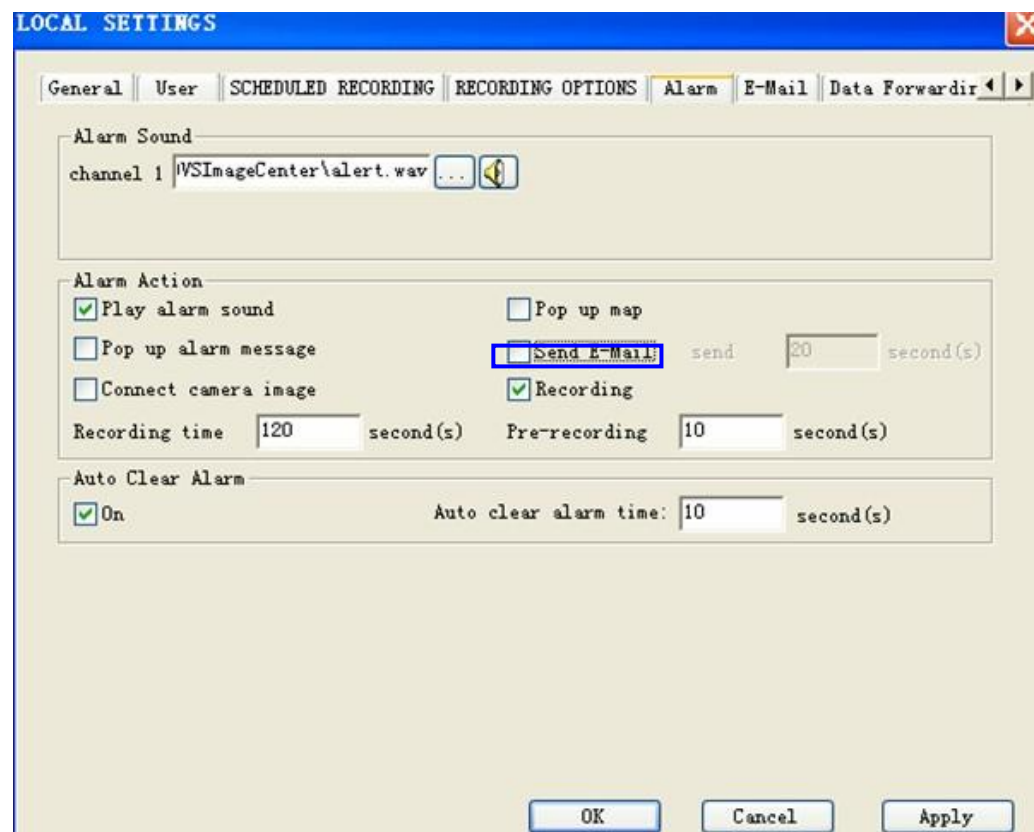 LOCAL SETTINGS
General User SCHEDULED RECORDING RECORDING OPTIONS Alarm E-Mail Data Forwardir
Alarm Sound
channel 1 VSImageCenter\alert.wav ...
Alarm Action
Play alarm sound Pop up map
Pop up alarm message Send E-Mail send 20 second(s)
Connect camera image Recording
Recording time 120 second(s) Pre-recording 10 second(s)
Auto Clear Alarm
On Auto clear alarm time: 10 second(s)
OK Cancel Apply